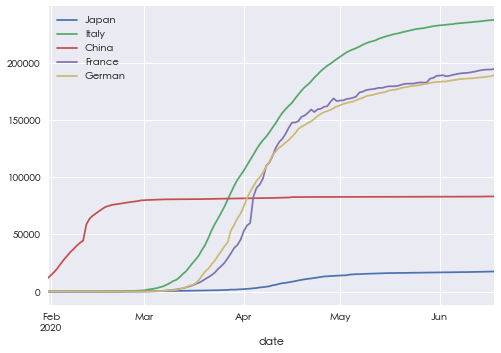 Japan
Italy
China
France
German
200000
150000
100000
50000
0
Feb Mar Apr May Jun
2020
date